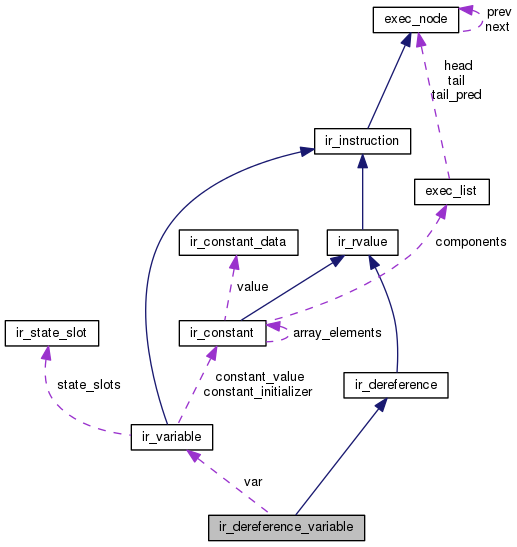 exec_node
prev
next
head
tail
tail_pred
ir_instruction
exec_list
ir_constant_data
ir_rvalue
components
value
ir_state_slot
ir_constant
array_elements
state_slots
constant_value
constant_initializer
ir_dereference
ir_variable
var
ir_dereference_variable